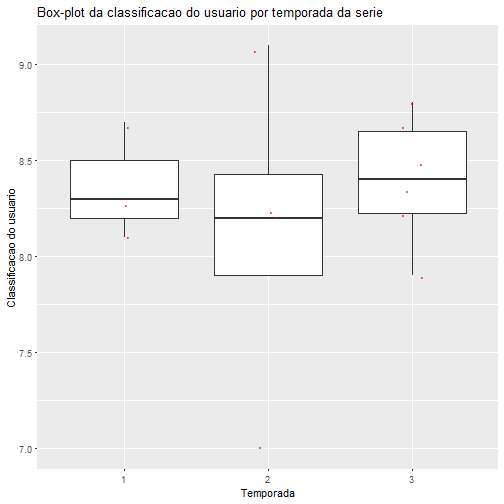 Box-plot da classificacao do usuario por temporada da serie
9.0
8.5
8.0
7.5
7.0
Classificacao do usuario
1
2
3
Temporada